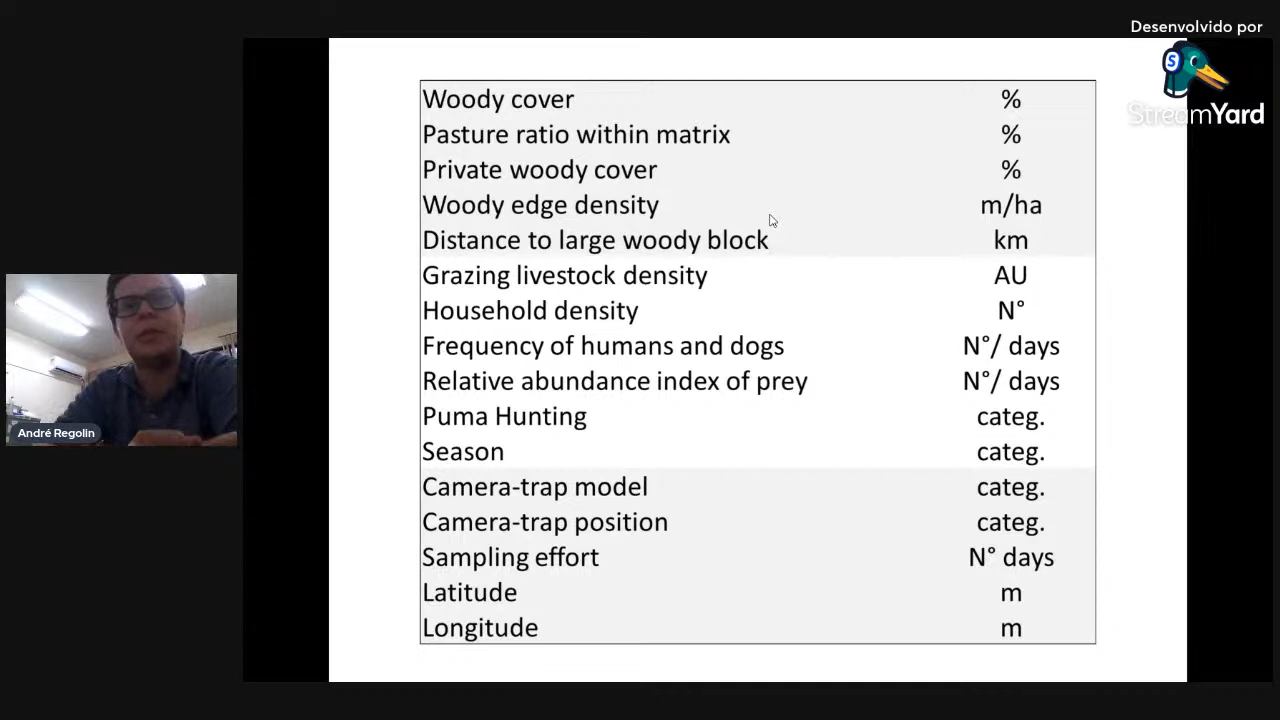 Desenvolvido por
StreamYard
Woody cover %
Pasture ratio within matrix %
Private woody cover %
Woody edge density m/ha
Distance to large woody block km
Grazing livestock density AU
Household density N°
Frequency of humans and dogs N°/ days
Relative abundance index of prey N°/ days
Puma Hunting categ.
Season categ.
Camera-trap model categ.
Camera-trap position categ.
Sampling effort N° days
Latitude m
Longitude m
André Regolin